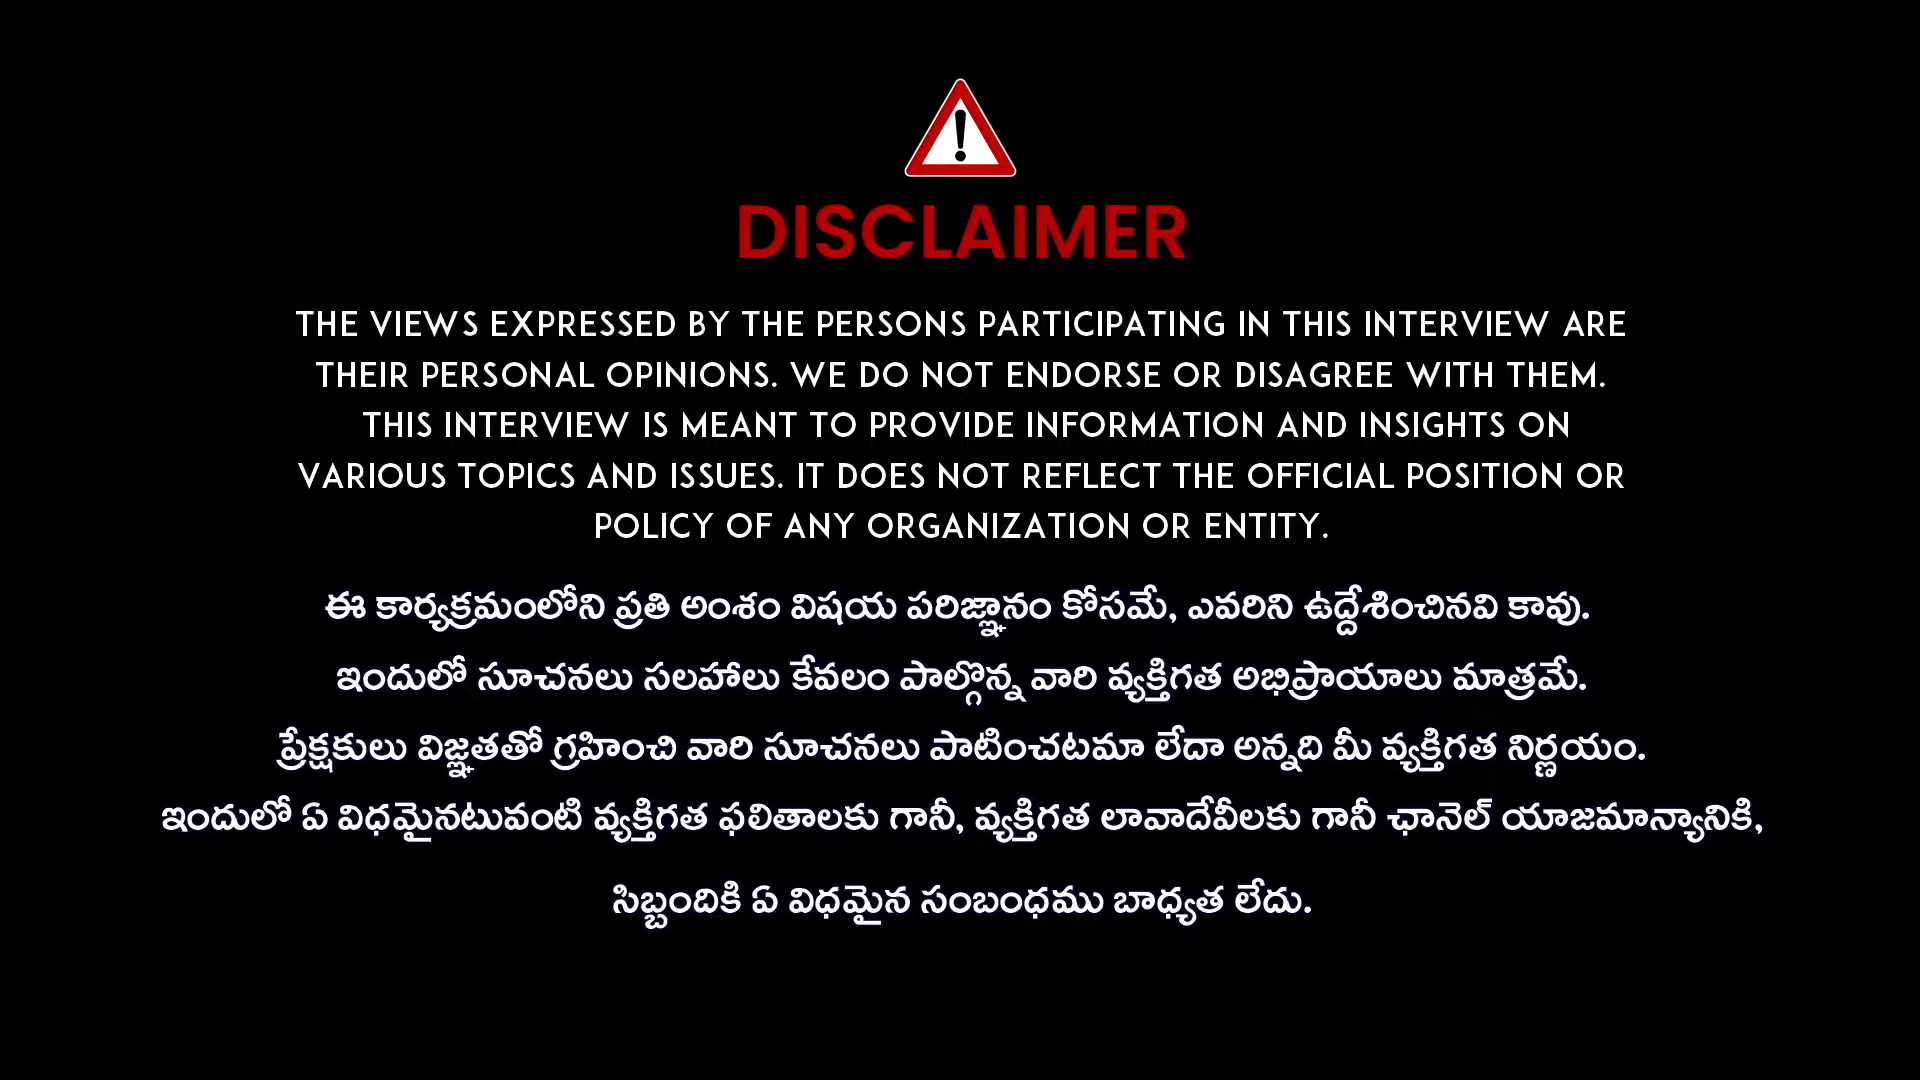 DISCLAIMER
THE VIEWS EXPRESSED BY THE PERSONS PARTICIPATING IN THIS INTERVIEW ARE
THEIR PERSONAL OPINIONS. WE DO NOT ENDORSE OR DISAGREE WITH THEM.
THIS INTERVIEW IS MEANT TO PROVIDE INFORMATION AND INSIGHTS ON
VARIOUS TOPICS AND ISSUES. IT DOES NOT REFLECT THE OFFICIAL POSITION OR
POLICY OF ANY ORGANIZATION OR ENTITY.
ఈ కార్యక్రమంలోని ప్రతి అంశం విషయ పరిజ్ఞానం కోసమే, ఎవరిని ఉద్దేశించినవి కావు.
ఇందులో సూచనలు సలహాలు కేవలం పాల్గొన్న వారి వ్యక్తిగత అభిప్రాయాలు మాత్రమే.
ప్రేక్షకులు విజ్ఞతతో గ్రహించి వారి సూచనలు పాటించటమా లేదా అన్నది మీ వ్యక్తిగత నిర్ణయం.
ఇందులో ఏ విధమైనటువంటి వ్యక్తిగత ఫలితాలకు గానీ, వ్యక్తిగత లావాదేవీలకు గానీ ఛానెల్ యాజమాన్యానికి,
సిబ్బందికి ఏ విధమైన సంబంధము బాధ్యత లేదు.